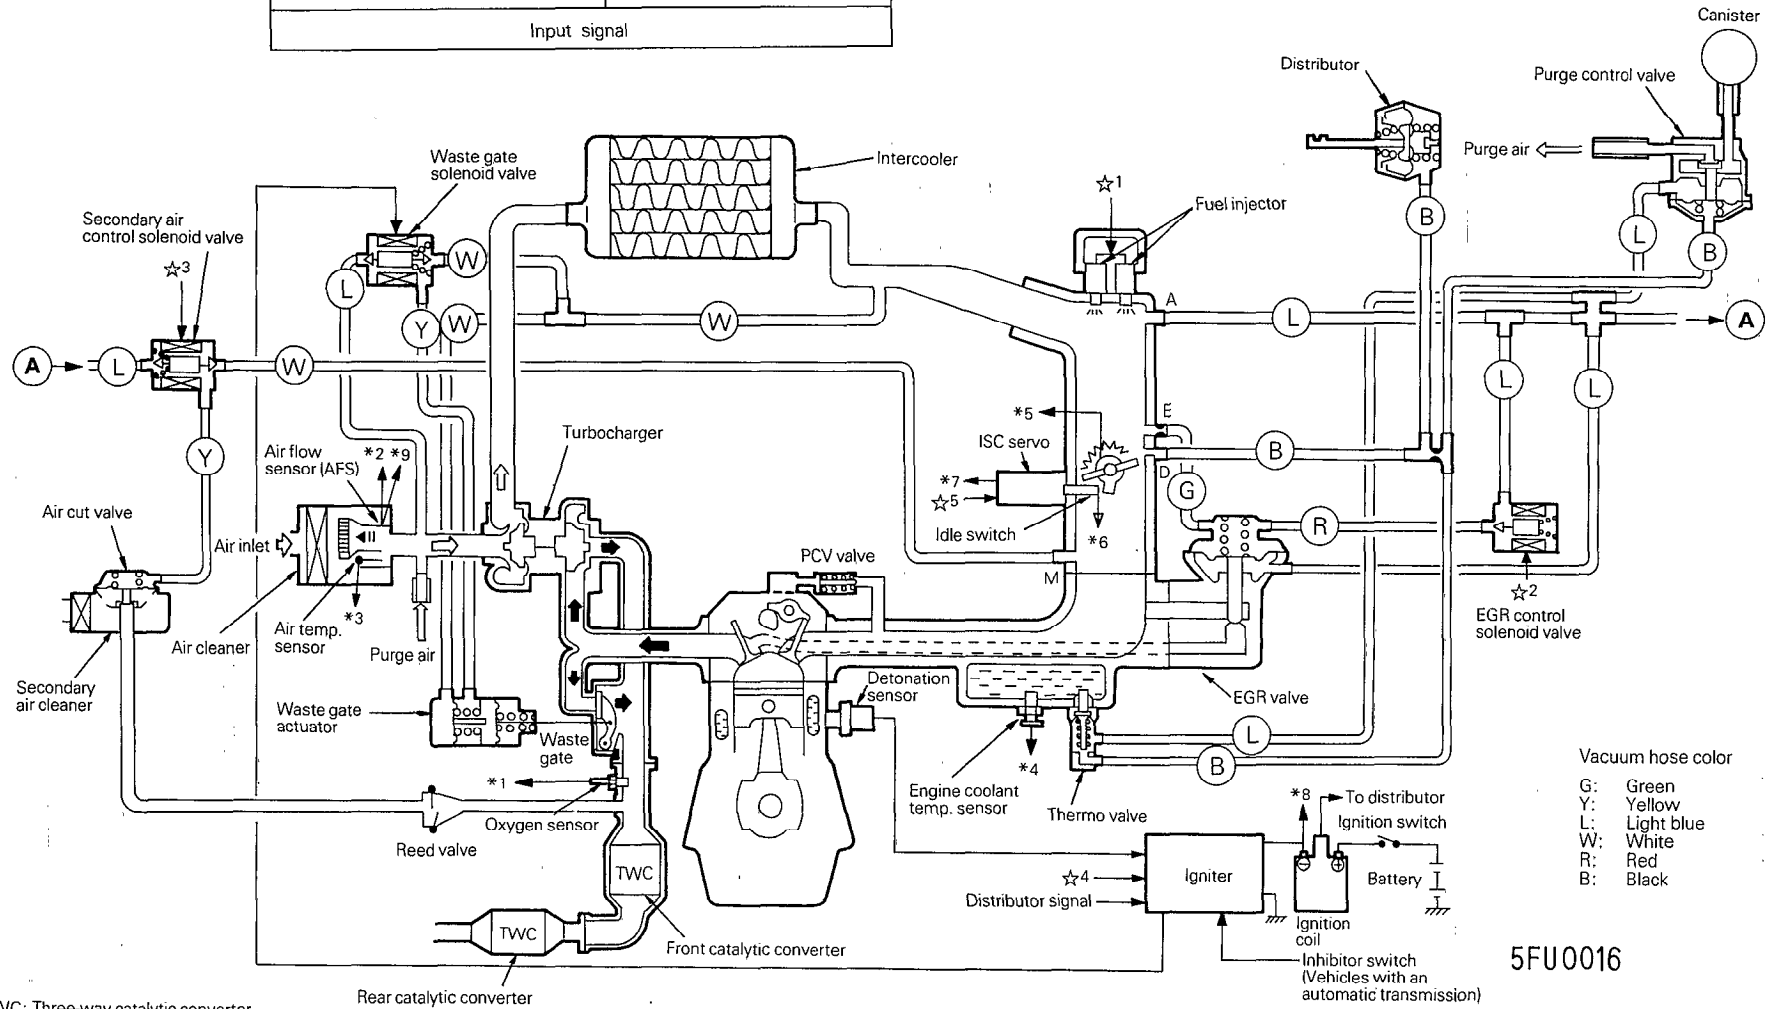 Input signal
Canister
Distributor
Purge control valve
Purge air
Waste gate
solenoid valve
Intercooler
☆1
Fuel injector
B
L
B
Secondary air
control solenoid valve
☆3
W
L
Y
W
W
A
L
A
A
L
W
L
L
Y
Air flow
sensor (AFS)
*2 *9
Turbocharger
*5
E
ISC servo
B
*7
☆5
D
G
Idle switch
*6
R
Air cut valve
Air inlet
PCV valve
M
☆2
EGR control
solenoid valve
*3
Air temp.
sensor
Air cleaner
Purge air
Secondary
air cleaner
Detonation
sensor
EGR valve
Waste gate
actuator
Waste
gate
*1
Oxygen sensor
*4
L
B
Engine coolant
temp. sensor
Thermo valve
Reed valve
Vacuum hose color
G: Green
Y: Yellow
L: Light blue
W: White
R: Red
B: Black
*8
To distributor
Ignition switch
TWC
☆4
Igniter
Battery
Distributor signal
TWC
Front catalytic converter
Ignition
coil
Inhibitor switch
(Vehicles with an
automatic transmission)
5FU0016
Rear catalytic converter
WC: Three-way catalytic converter